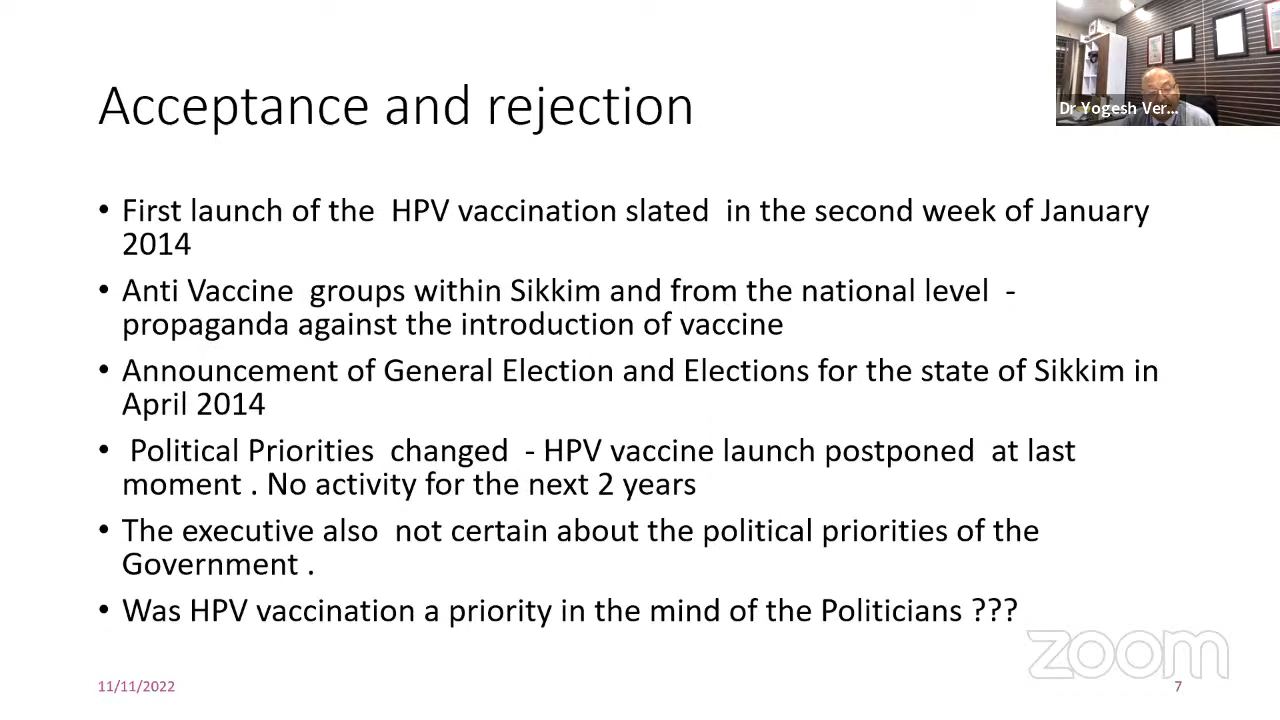 Acceptance and rejection
Dr Yogesh Ver...
• First launch of the HPV vaccination slated in the second week of January
2014
• Anti Vaccine groups within Sikkim and from the national level -
propaganda against the introduction of vaccine
• Announcement of General Election and Elections for the state of Sikkim in
April 2014
• Political Priorities changed - HPV vaccine launch postponed at last
moment . No activity for the next 2 years
• The executive also not certain about the political priorities of the
Government .
• Was HPV vaccination a priority in the mind of the Politicians ???
zoom
11/11/2022
7